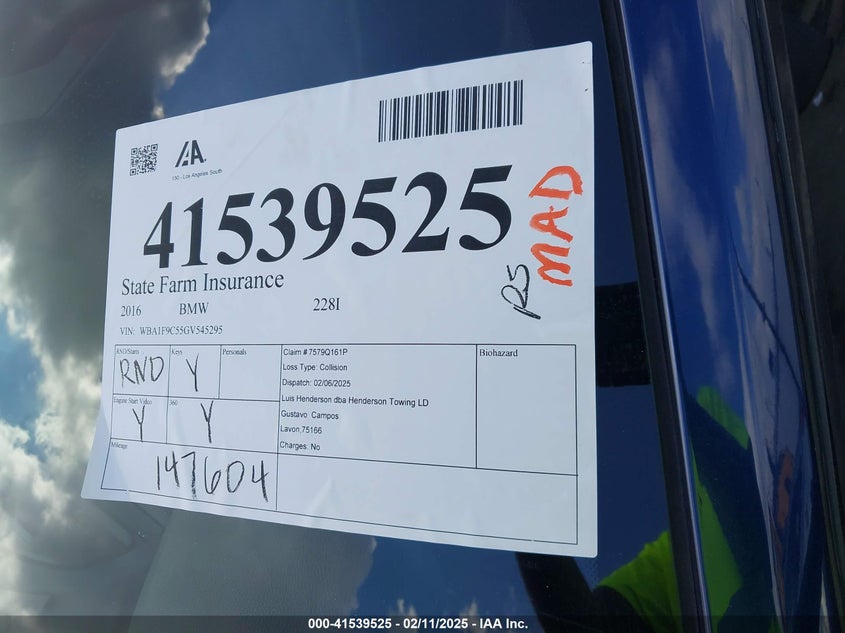 IAA.
150 - Los Angeles South
41539525
MAD
R5
State Farm Insurance
2016 BMW 228I
VIN: WBA1F9C55GV545295
RND/Starts
RND
Keys
Y
Personals
Claim # 7579Q161P
Loss Type: Collision
Dispatch: 02/06/2025
Luis Henderson dba Henderson Towing LD
Gustavo Campos
Lavon,75166
Charges: No
Biohazard
Engine Start Video
Y
360
Y
Mileage
147604
000-41539525 - 02/11/2025 - IAA Inc.